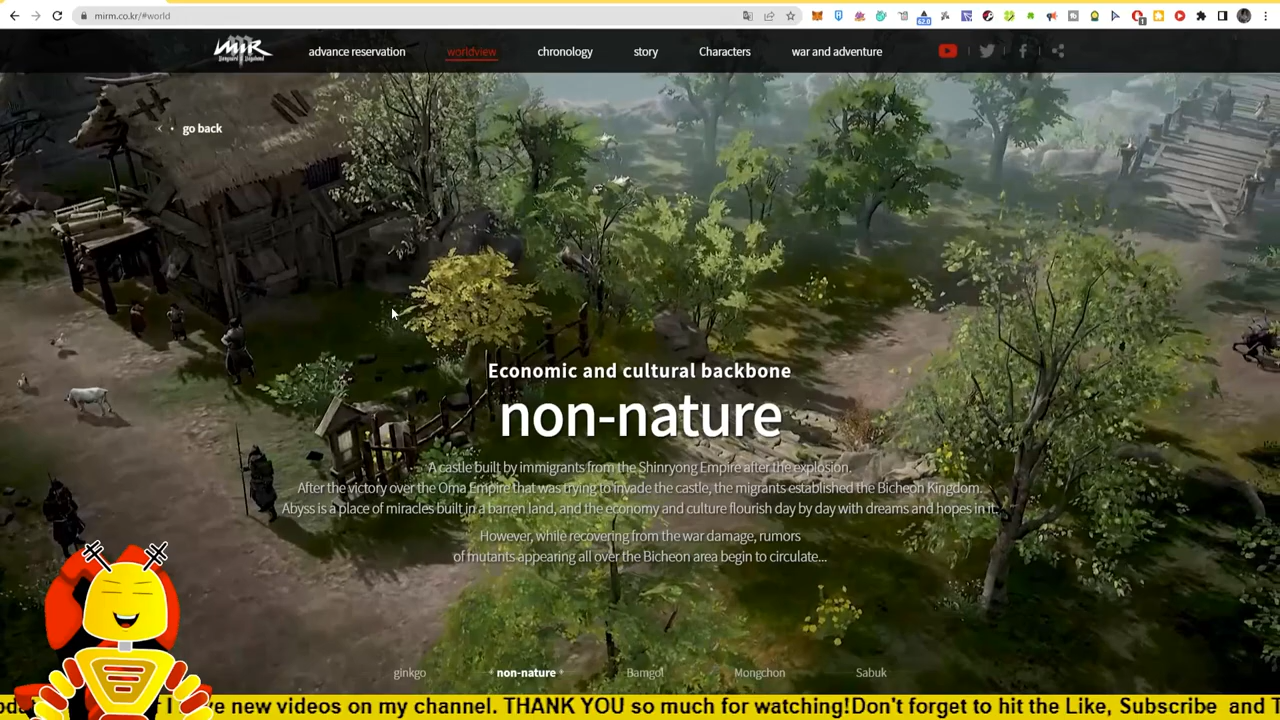 mirm.co.kr/#world
62.0
1
MIR
advance reservation
worldview
chronology
story
Characters
war and adventure
go back
Economic and cultural backbone
non-nature
A castle built by immigrants from the Shinryong Empire after the explosion.
After the victory over the Oma Empire that was trying to invade the castle, the migrants established the Bicheon Kingdom.
Abyss is a place of miracles built in a barren land, and the economy and culture flourish day by day with dreams and hopes in it.
However, while recovering from the war damage, rumors
of mutants appearing all over the Bicheon area begin to circulate...
ginkgo
non-nature
Bamgol
Mongchon
Sabuk
new videos on my channel. THANK YOU so much for watching!Don't forget to hit the Like, Subscribe and T